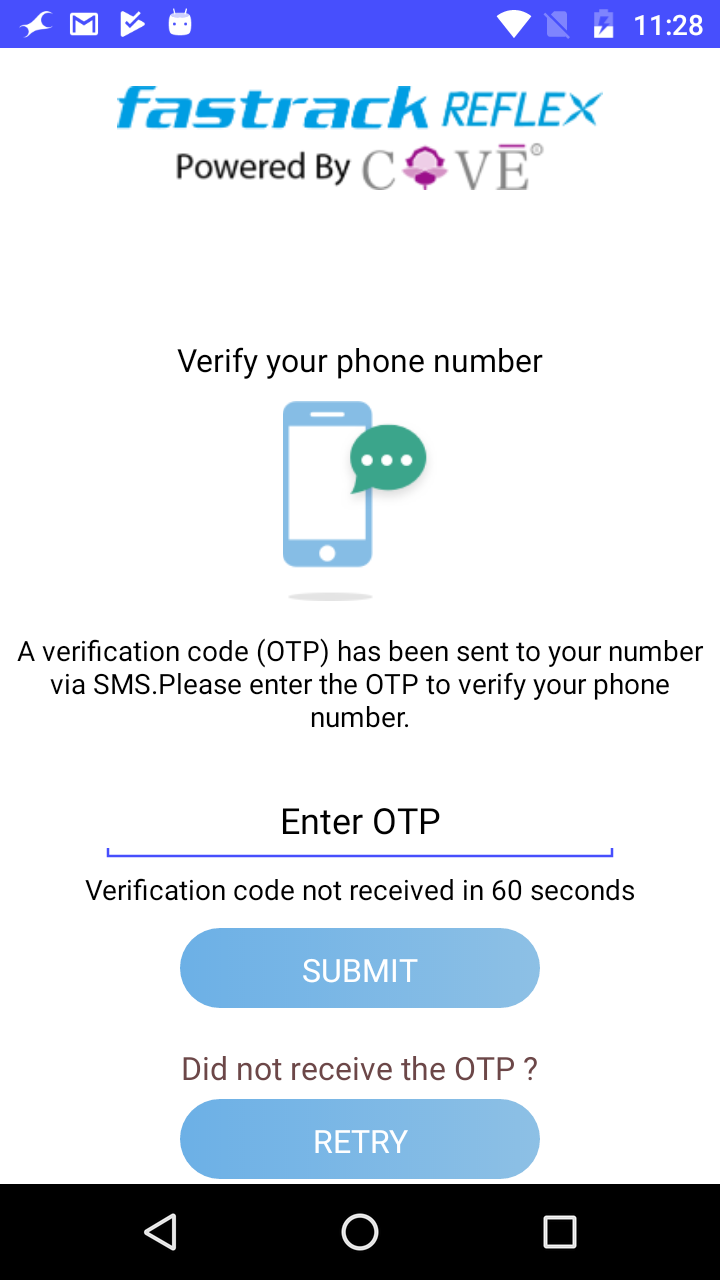 11:28
fastrack REFLEX
Powered By COVE®
Verify your phone number
A verification code (OTP) has been sent to your number
via SMS.Please enter the OTP to verify your phone
number.
Enter OTP
Verification code not received in 60 seconds
SUBMIT
Did not receive the OTP ?
RETRY